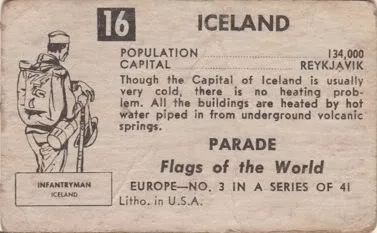 16 ICELAND
POPULATION 134,000
CAPITAL REYKJAVIK
Though the Capital of Iceland is usually
very cold, there is no heating prob-
lem. All the buildings are heated by hot
water piped in from underground volcanic
springs.
PARADE
Flags of the World
EUROPE—NO. 3 IN A SERIES OF 41
Litho. in U.S.A.
INFANTRYMAN
ICELAND